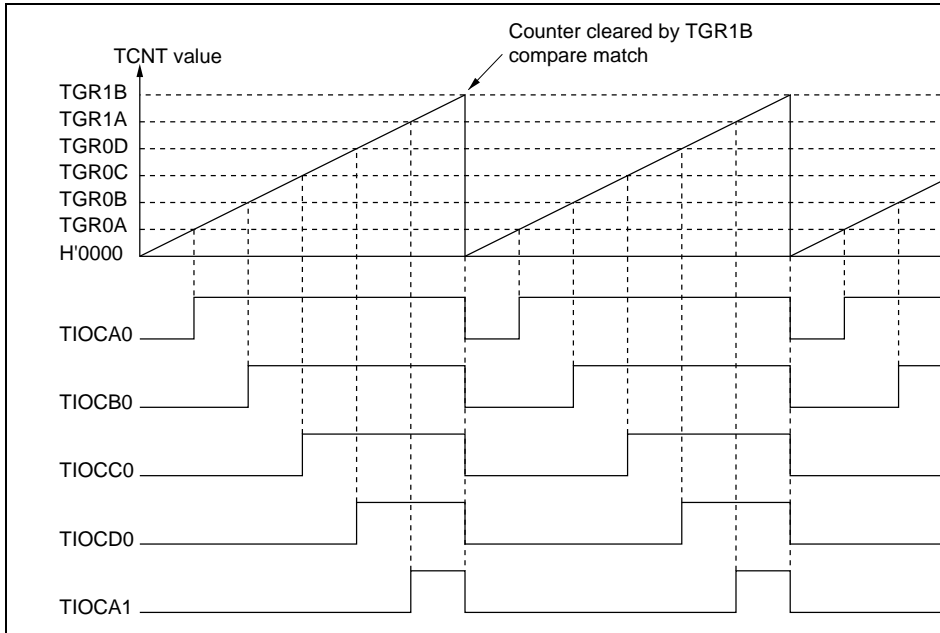 Counter cleared by TGR1B
compare match
TCNT value
TGR1B
TGR1A
TGR0D
TGR0C
TGR0B
TGR0A
H'0000
TIOCA0
TIOCB0
TIOCC0
TIOCD0
TIOCA1